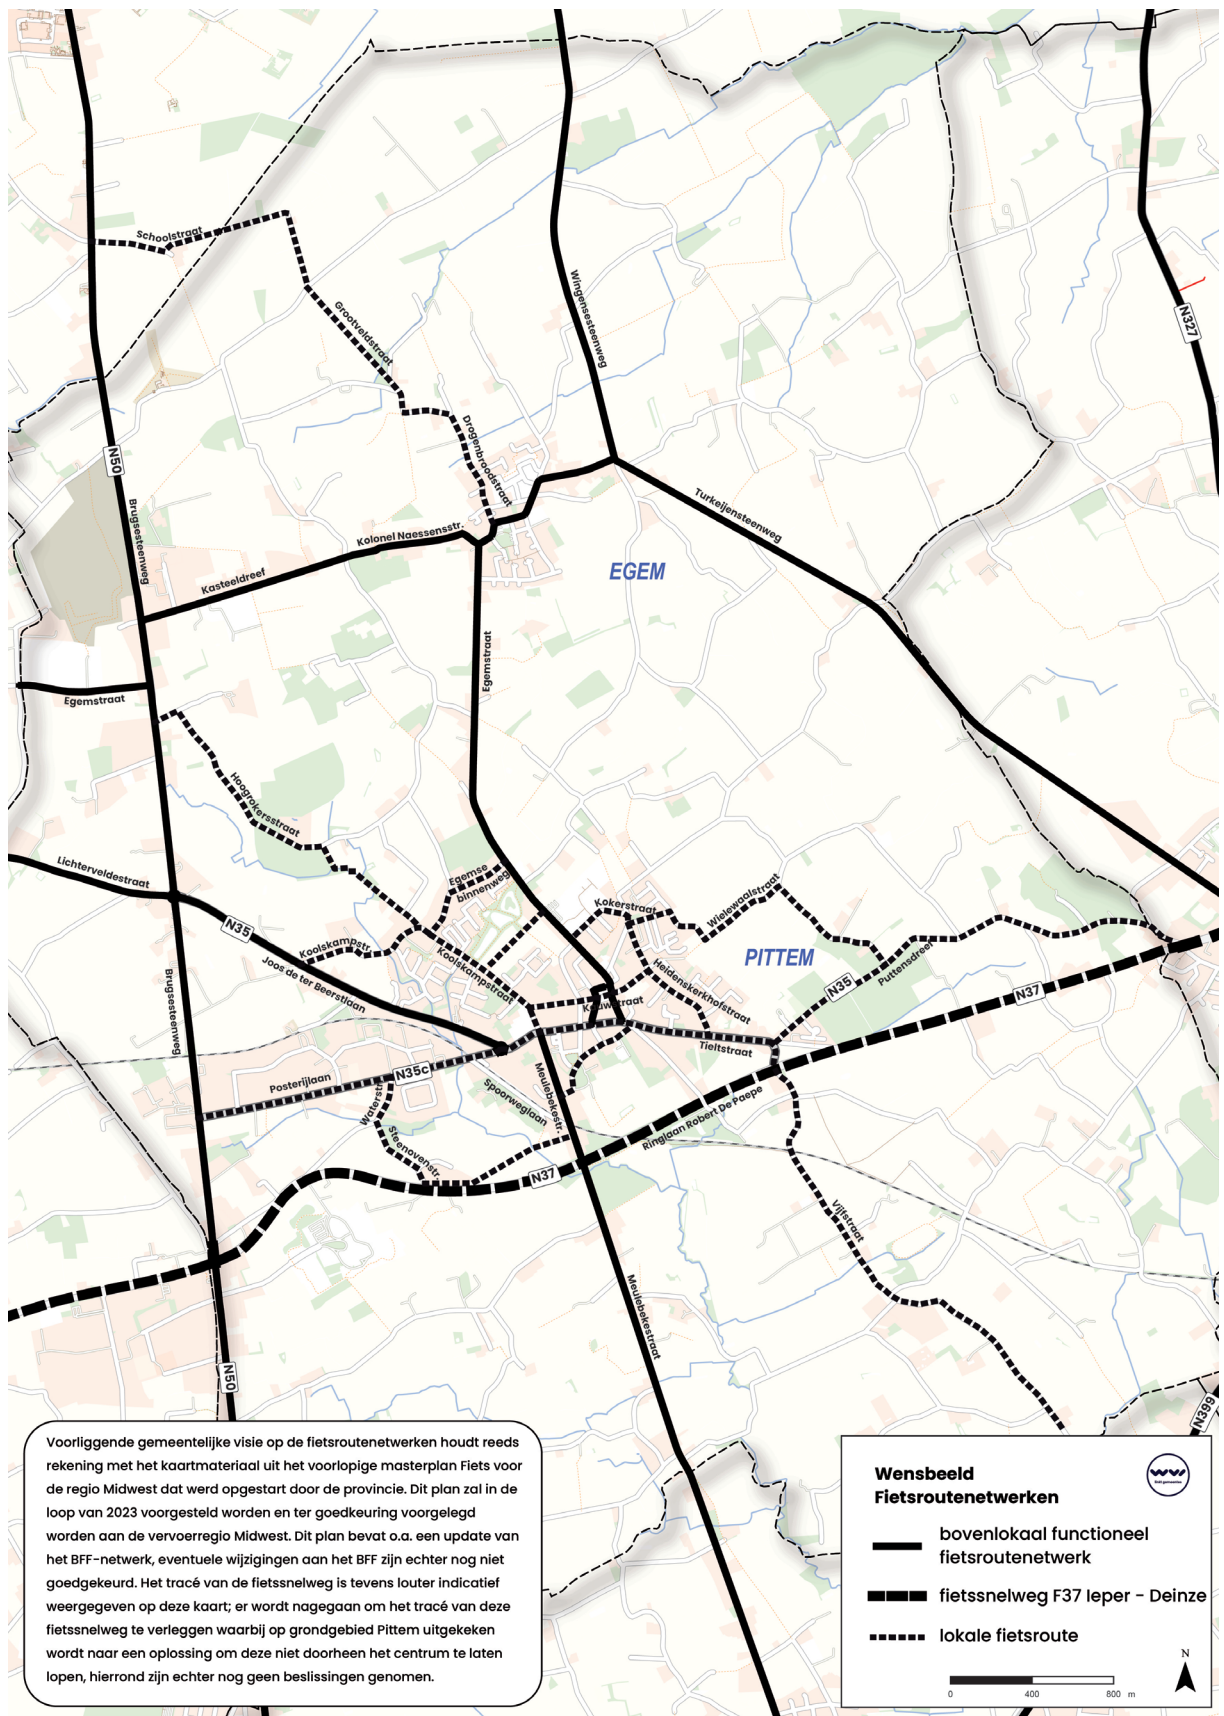 Schoolstraat
Grootveldstraat
Wingensesteenweg
N327
Drogenbroodstraat
N50
Brugsesteenweg
Turkeijensteenweg
Kolonel Naessensstr.
Kasteeldreef
EGEM
Egemstraat
Egemstraat
Hoogrokersstraat
Lichterveldestraat
Egemse
binnenweg
Kokerstraat
Wielewaalstraat
N35
Koolskampstr.
Koolskampstraat
PITTEM
Joos de ter Beerstlaan
Heidenskerkhofstraat
N35
Puttensdreef
N37
Brugsesteenweg
Tieltstraat
Posterijlaan
N35c
Waterstr.
Spoorweglaan
Meulebekestr.
Ringlaan Robert De Paepe
Steenovenstr.
N37
Vijfstraat
Meulebekestraat
N50
N399
Voorliggende gemeentelijke visie op de fietsroutenetwerken houdt reeds
rekening met het kaartmateriaal uit het voorlopige masterplan Fiets voor
de regio Midwest dat werd opgestart door de provincie. Dit plan zal in de
loop van 2023 voorgesteld worden en ter goedkeuring voorgelegd
worden aan de vervoerregio Midwest. Dit plan bevat o.a. een update van
het BFF-netwerk, eventuele wijzigingen aan het BFF zijn echter nog niet
goedgekeurd. Het tracé van de fietssnelweg is tevens louter indicatief
weergegeven op deze kaart; er wordt nagegaan om het tracé van deze
fietssnelweg te verleggen waarbij op grondgebied Pittem uitgekeken
wordt naar een oplossing om deze niet doorheen het centrum te laten
lopen, hierrond zijn echter nog geen beslissingen genomen.
Wensbeeld
Fietsroutenetwerken
bovenlokaal functioneel
fietsroutenetwerk
fietssnelweg F37 Ieper - Deinze
lokale fietsroute
N
0 400 800 m